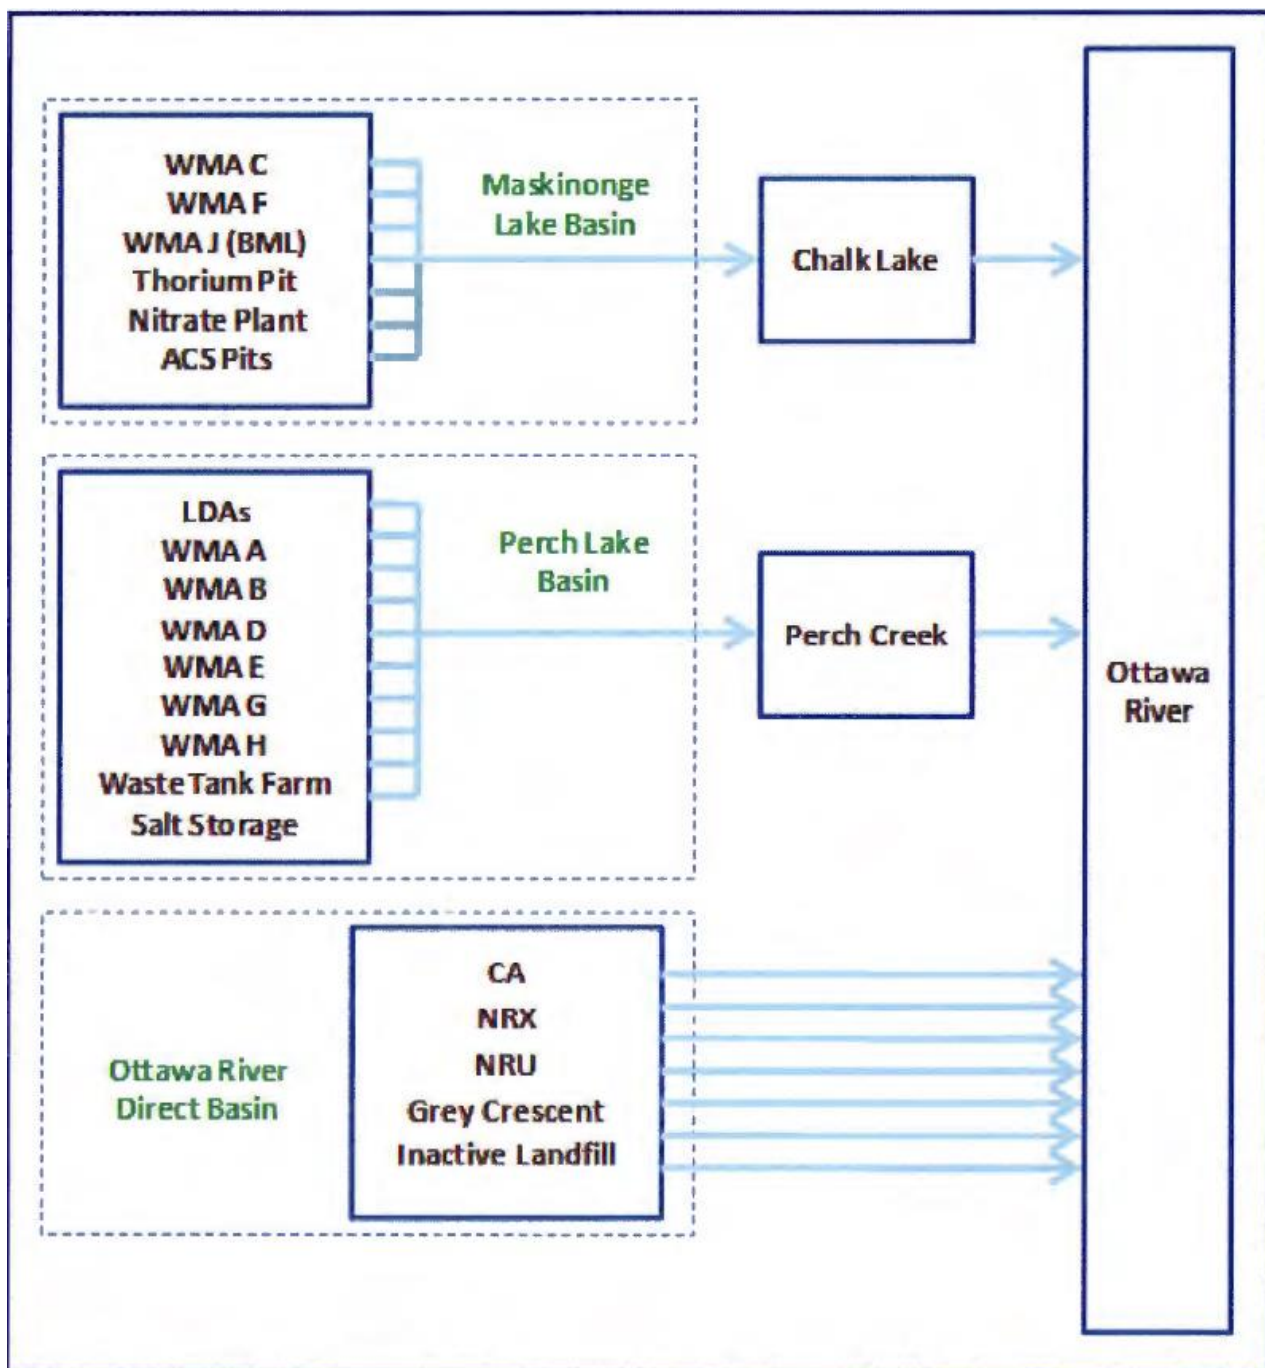 WMA C
WMA F
WMA J (BML)
Thorium Pit
Nitrate Plant
ACS Pits
Maskinonge
Lake Basin
Chalk Lake
LDAs
WMA A
WMA B
WMA D
WMA E
WMA G
WMA H
Waste Tank Farm
Salt Storage
Perch Lake
Basin
Perch Creek
Ottawa
River
Ottawa River
Direct Basin
CA
NRX
NRU
Grey Crescent
Inactive Landfill